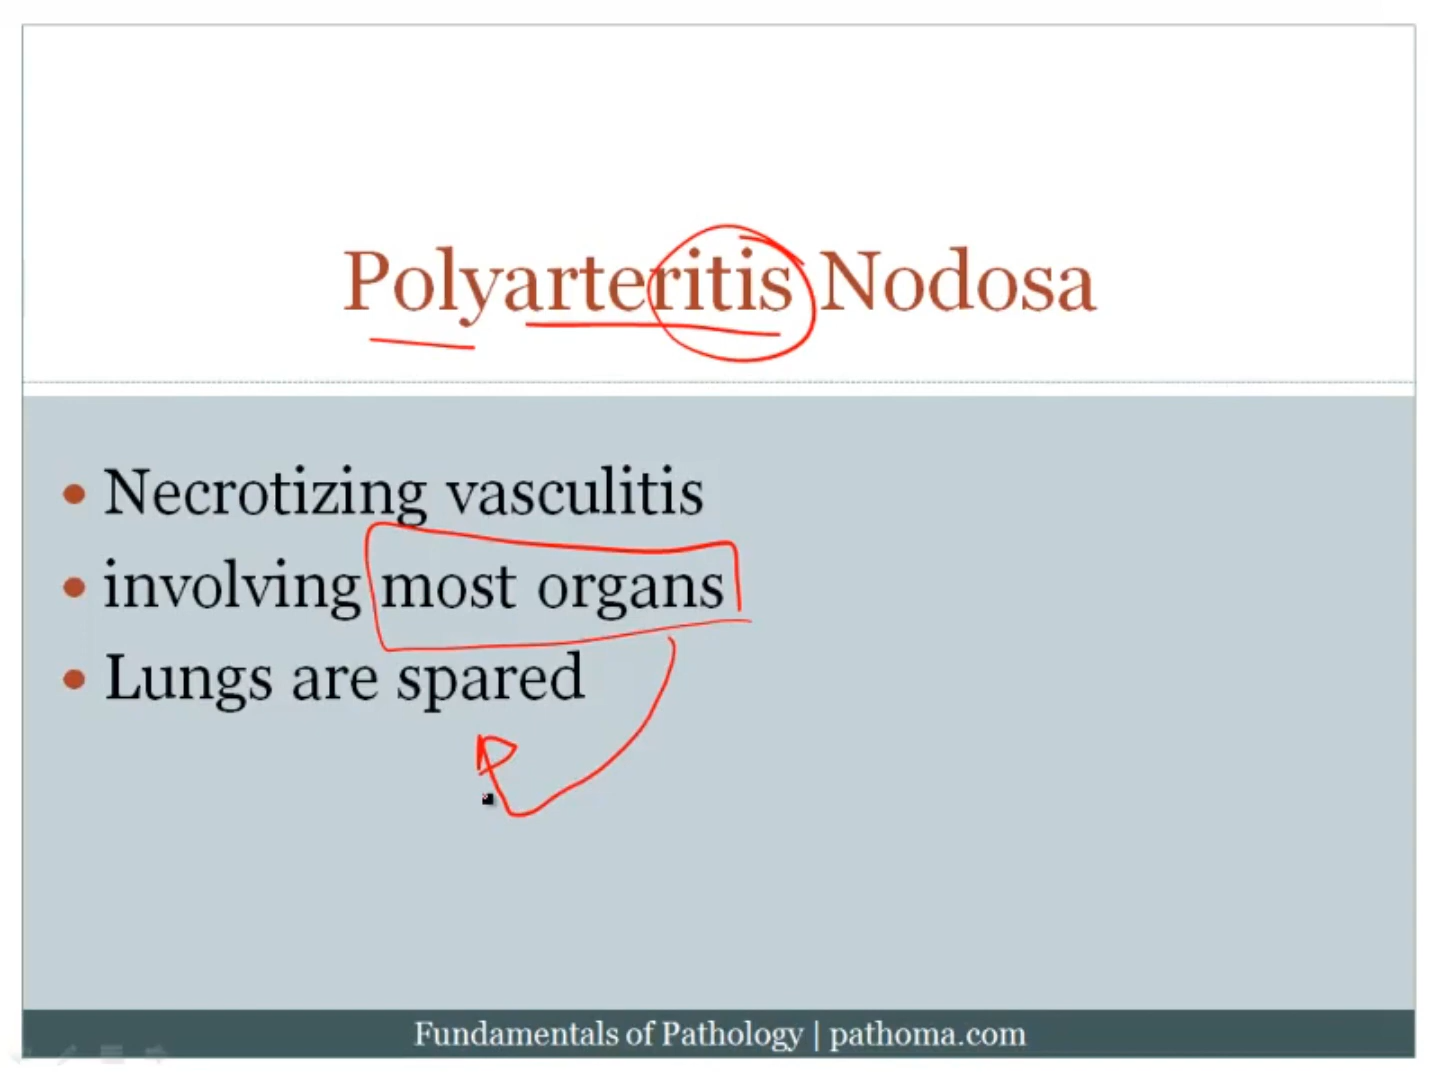 Polyarteritis Nodosa
• Necrotizing vasculitis
• involving most organs
• Lungs are spared
Fundamentals of Pathology | pathoma.com